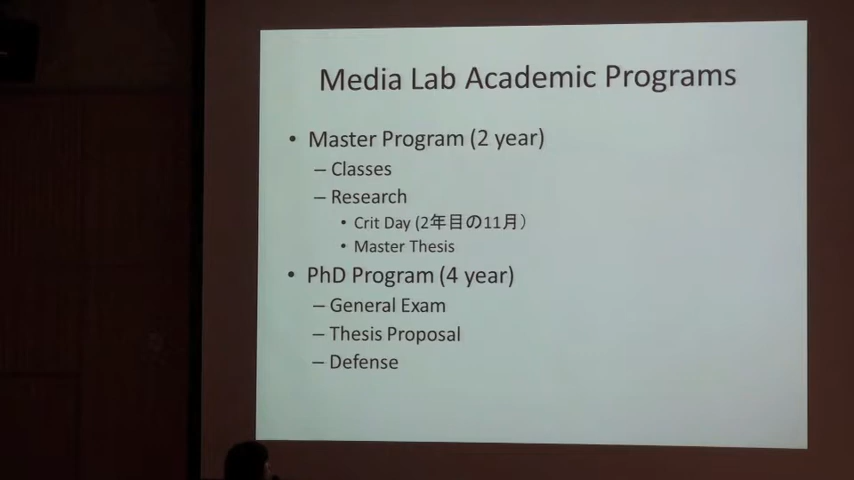 Media Lab Academic Programs
• Master Program (2 year)
– Classes
– Research
• Crit Day (2年目の11月）
• Master Thesis
• PhD Program (4 year)
– General Exam
– Thesis Proposal
– Defense